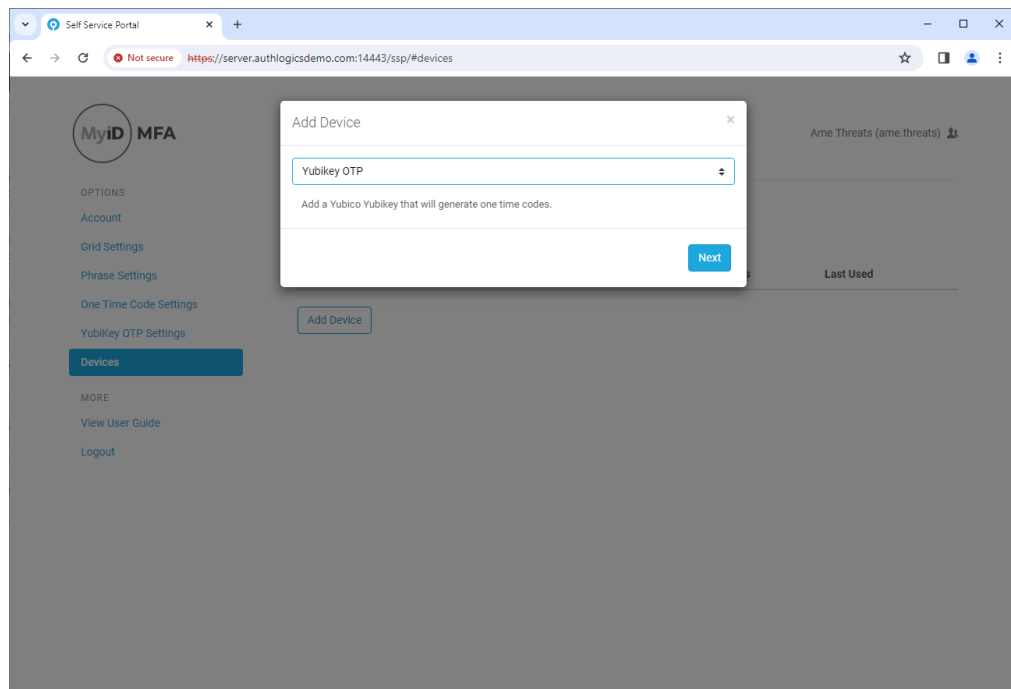 Self Service Portal
Not secure https://server.authlogicsdemo.com:14443/ssp/#devices
MyiD MFA
Add Device
Ame Threats (ame.threats)
Yubikey OTP
Add a Yubico Yubikey that will generate one time codes.
Next
OPTIONS
Account
Grid Settings
Phrase Settings
One Time Code Settings
YubiKey OTP Settings
Devices
MORE
View User Guide
Logout
Last Used
Add Device